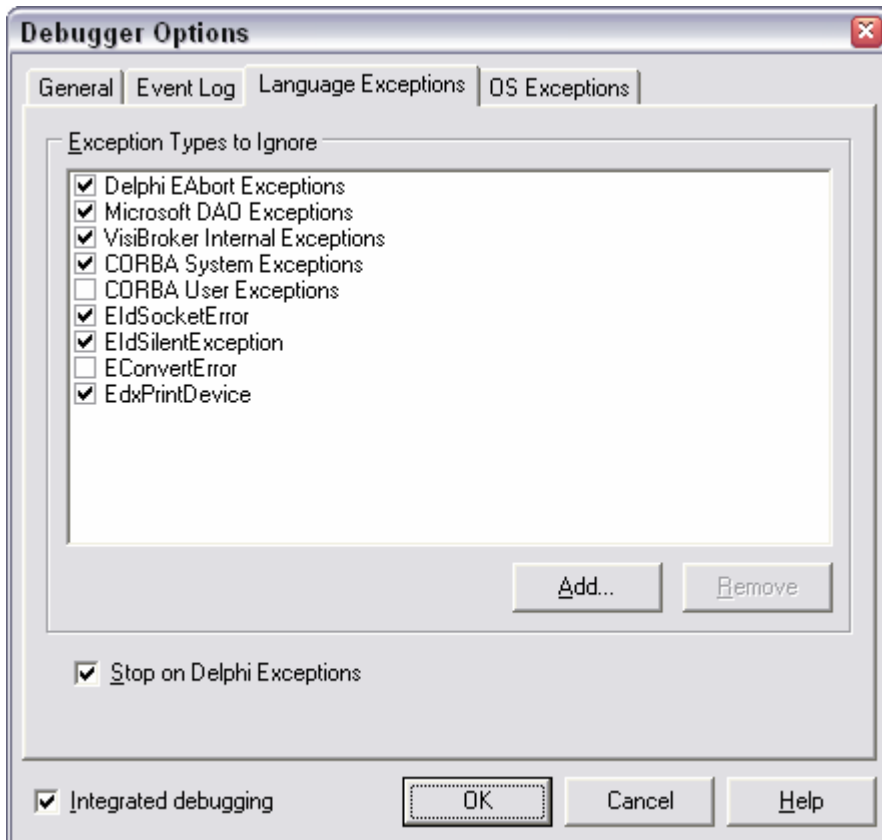 Debugger Options
General Event Log Language Exceptions OS Exceptions
Exception Types to Ignore
Delphi EAbort Exceptions
Microsoft DAO Exceptions
VisiBroker Internal Exceptions
CORBA System Exceptions
CORBA User Exceptions
EIdSocketError
EIdSilentException
EConvertError
EdxPrintDevice
Add... Remove
Stop on Delphi Exceptions
Integrated debugging OK Cancel Help